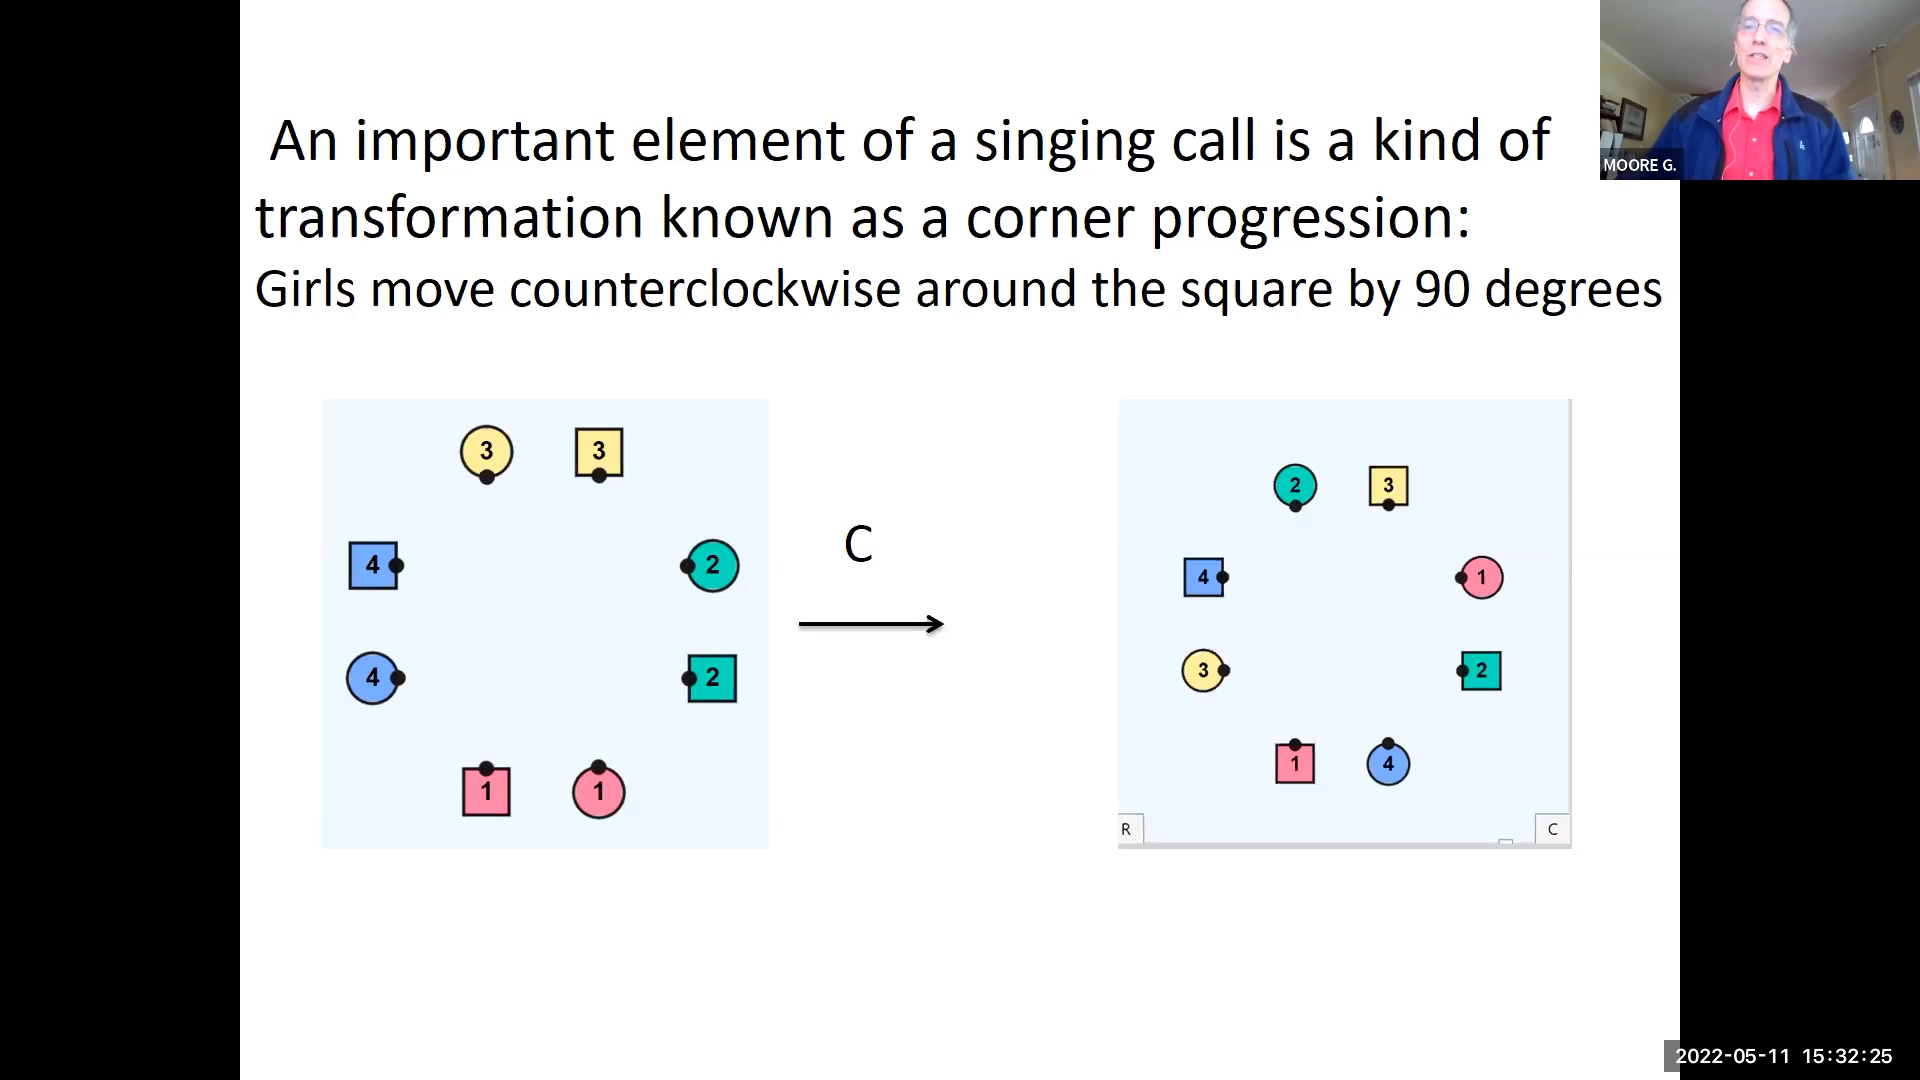 An important element of a singing call is a kind of
transformation known as a corner progression:
Girls move counterclockwise around the square by 90 degrees
MOORE G.
3 3
4 2
4 2
1 1
C
2 3
4 1
3 2
1 4
R C
2022-05-11 15:32:25